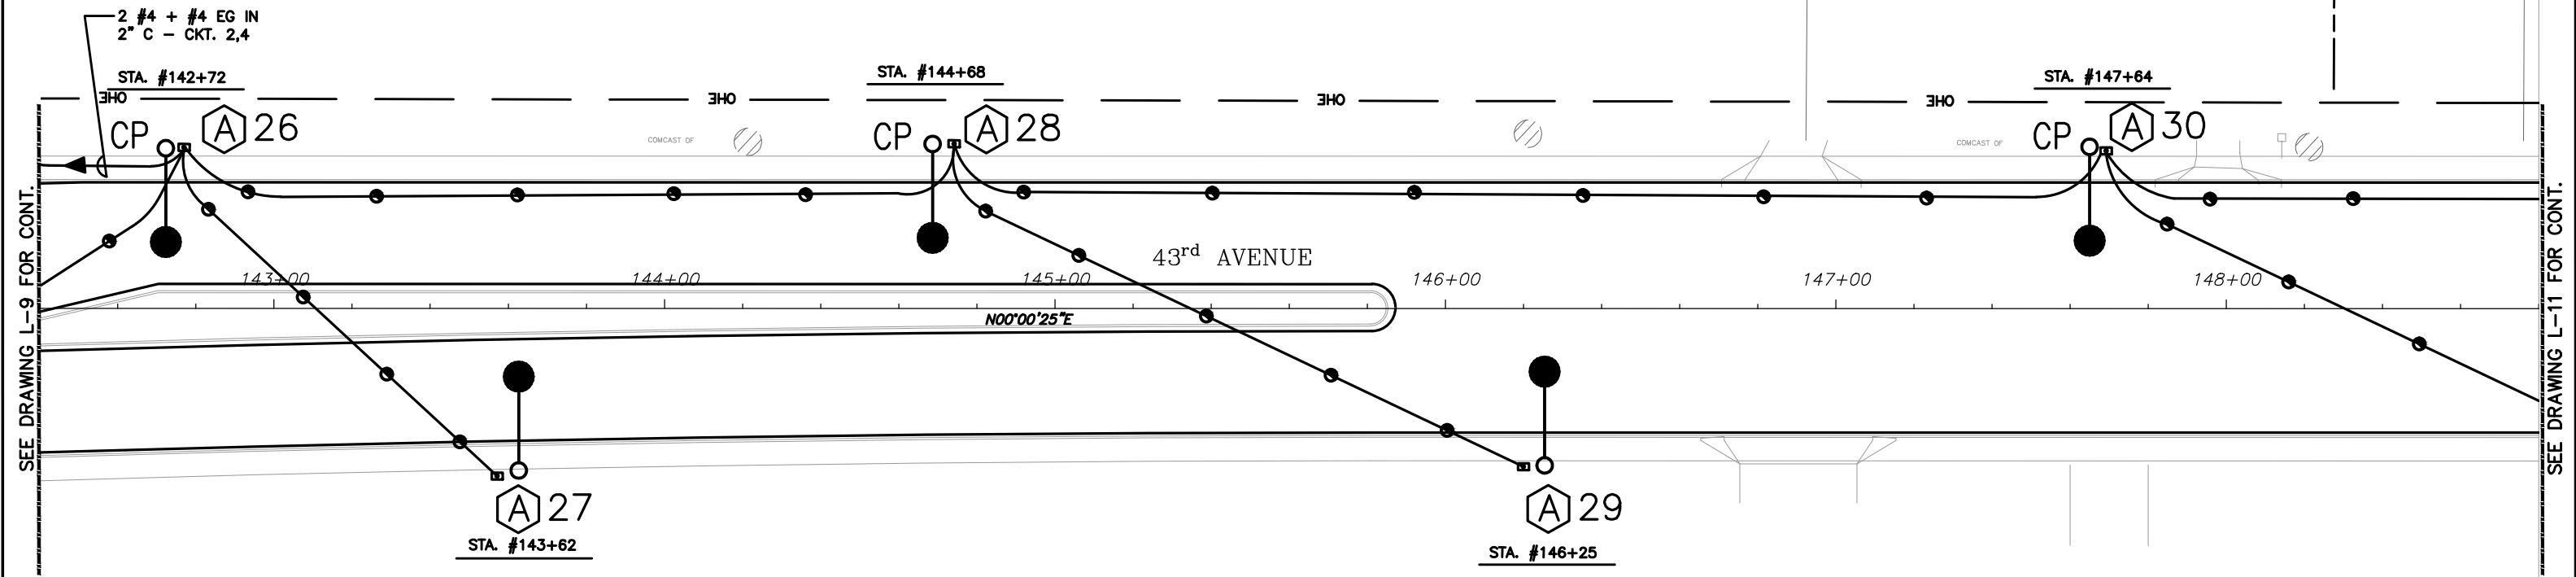 2 #4 + #4 EG IN
2" C - CKT. 2,4
STA. #142+72
STA. #144+68
STA. #147+64
OHE OHE OHE OHE
CP A 26
CP A 28
CP A 30
COMCAST OF
COMCAST OF
43rd AVENUE
143+00 144+00 145+00 146+00 147+00 148+00
N00°00'25"E
SEE DRAWING L-9 FOR CONT.
SEE DRAWING L-11 FOR CONT.
A 27
STA. #143+62
A 29
STA. #146+25